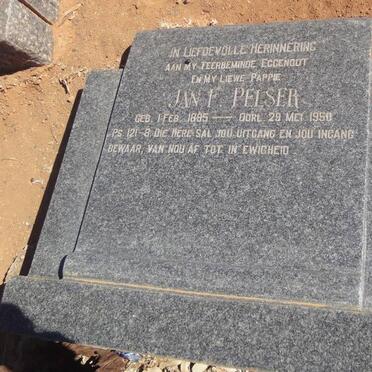 IN LIEFDEVOLLE HERINNERING
AAN MY TEERBEMINDE EGGENOOT
EN MY LIEWE PAPPIE
JAN F. PELSER
GEB. 1 FEB. 1885 — OORL. 29 MEI 1950
PS. 121-8. DIE HERE SAL JOU UITGANG EN JOU INGANG
BEWAAR, VAN NOU AF TOT IN EWIGHEID